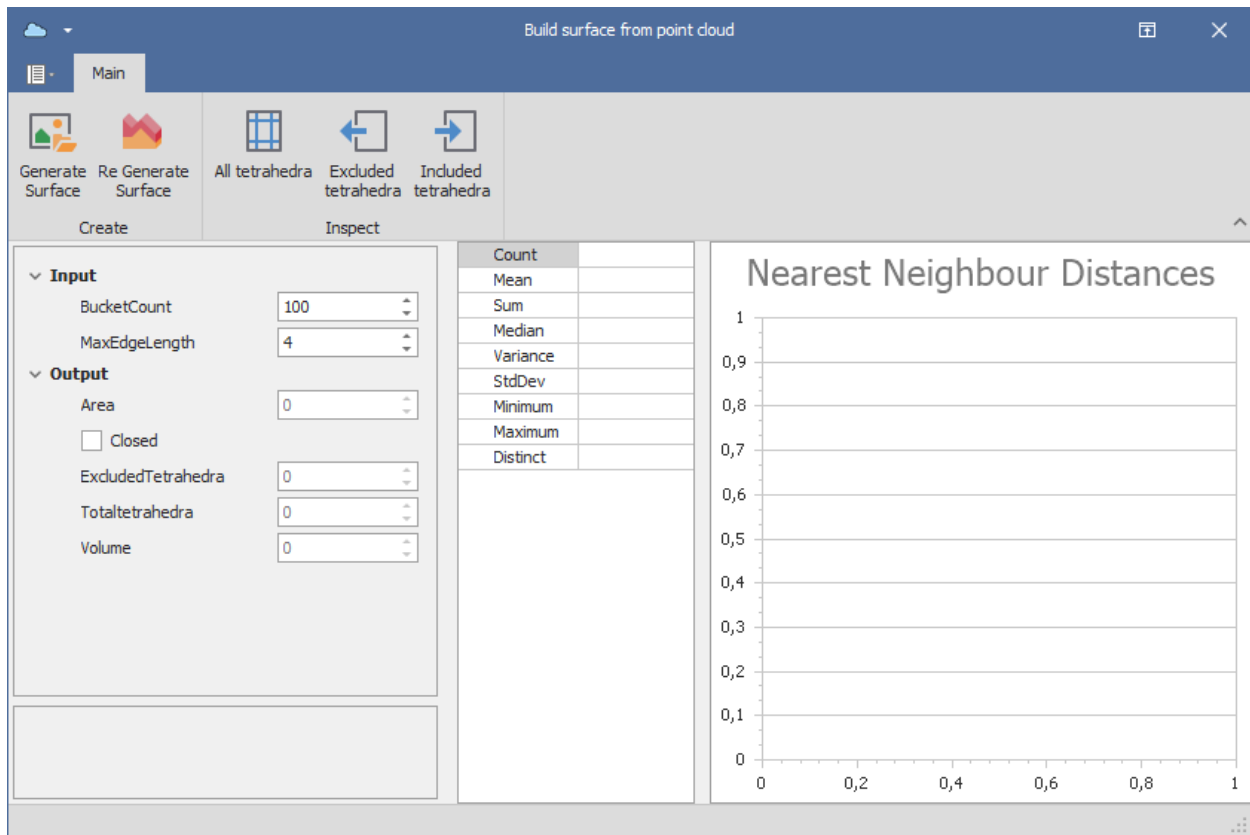 Build surface from point cloud
Main
Generate Surface
Re Generate Surface
All tetrahedra
Excluded tetrahedra
Included tetrahedra
Create
Inspect
Input
BucketCount 100
MaxEdgeLength 4
Output
Area 0
Closed
ExcludedTetrahedra 0
Totaltetrahedra 0
Volume 0
Count
Mean
Sum
Median
Variance
StdDev
Minimum
Maximum
Distinct
Nearest Neighbour Distances
1
0,9
0,8
0,7
0,6
0,5
0,4
0,3
0,2
0,1
0
0 0,2 0,4 0,6 0,8 1